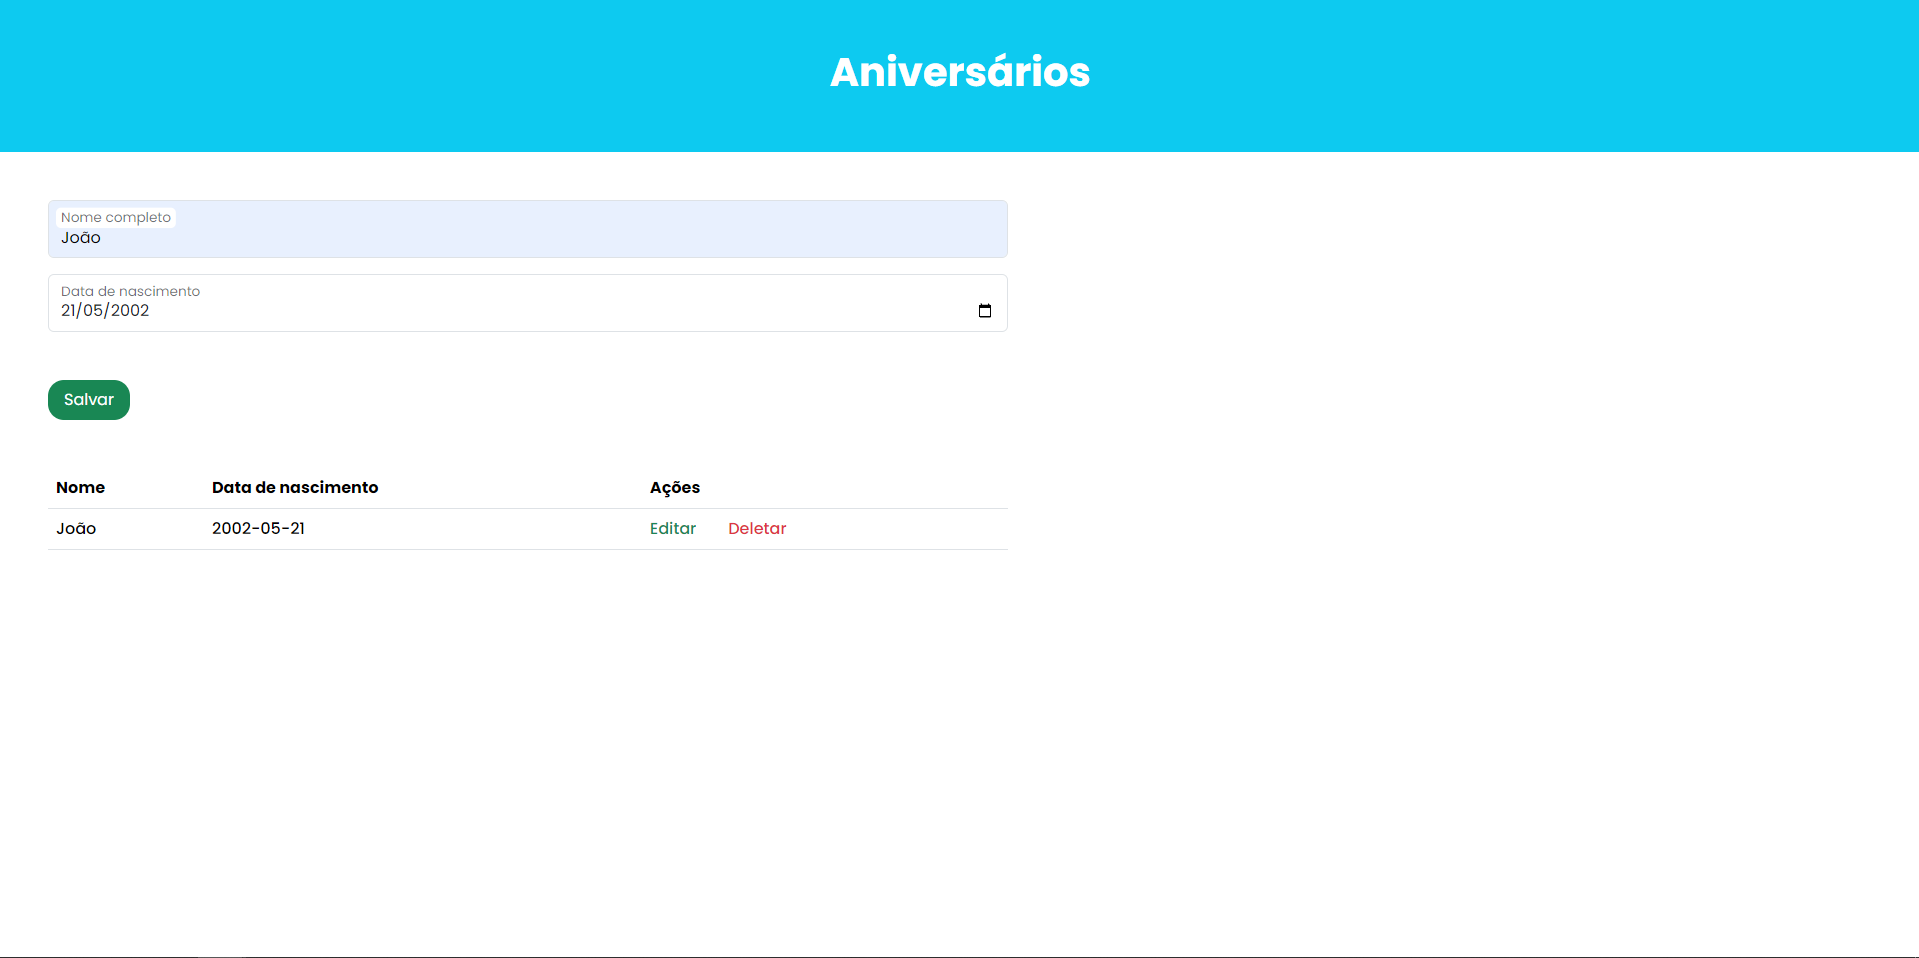 Aniversários
Nome completo
João
Data de nascimento
21/05/2002
Salvar
Nome Data de nascimento Ações
João 2002-05-21 Editar Deletar